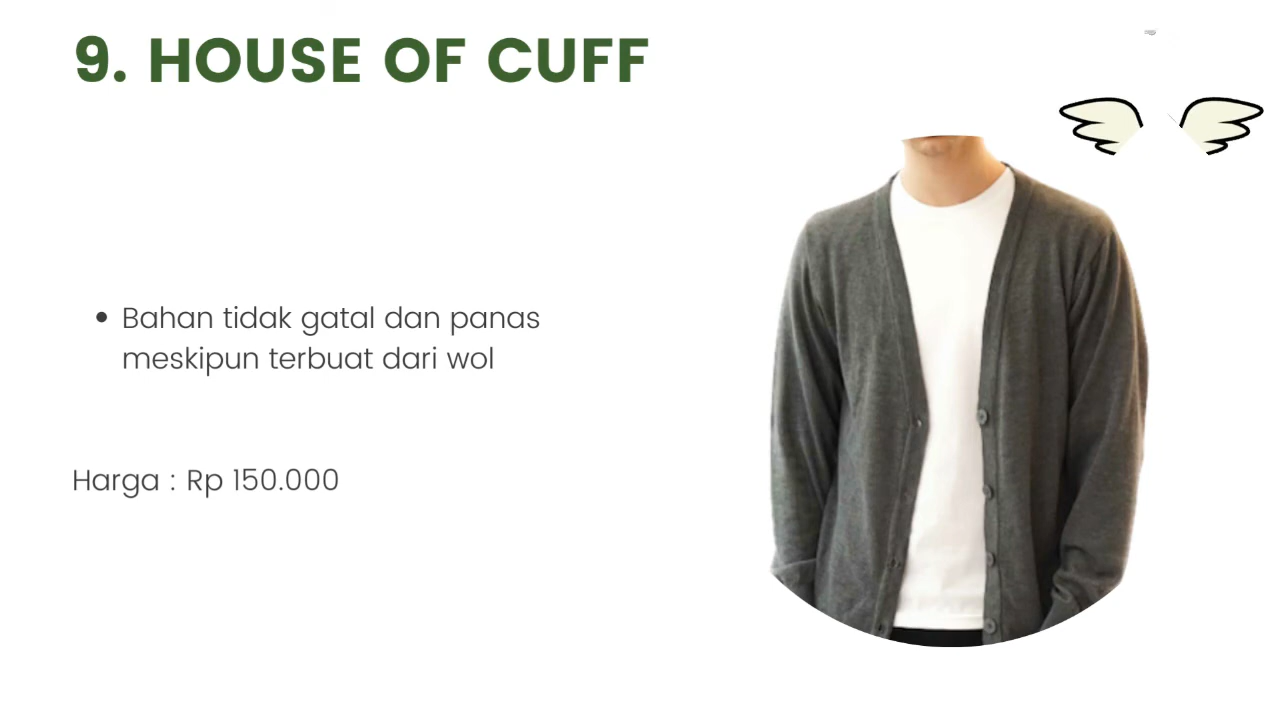 9. HOUSE OF CUFF
• Bahan tidak gatal dan panas
meskipun terbuat dari wol
Harga : Rp 150.000